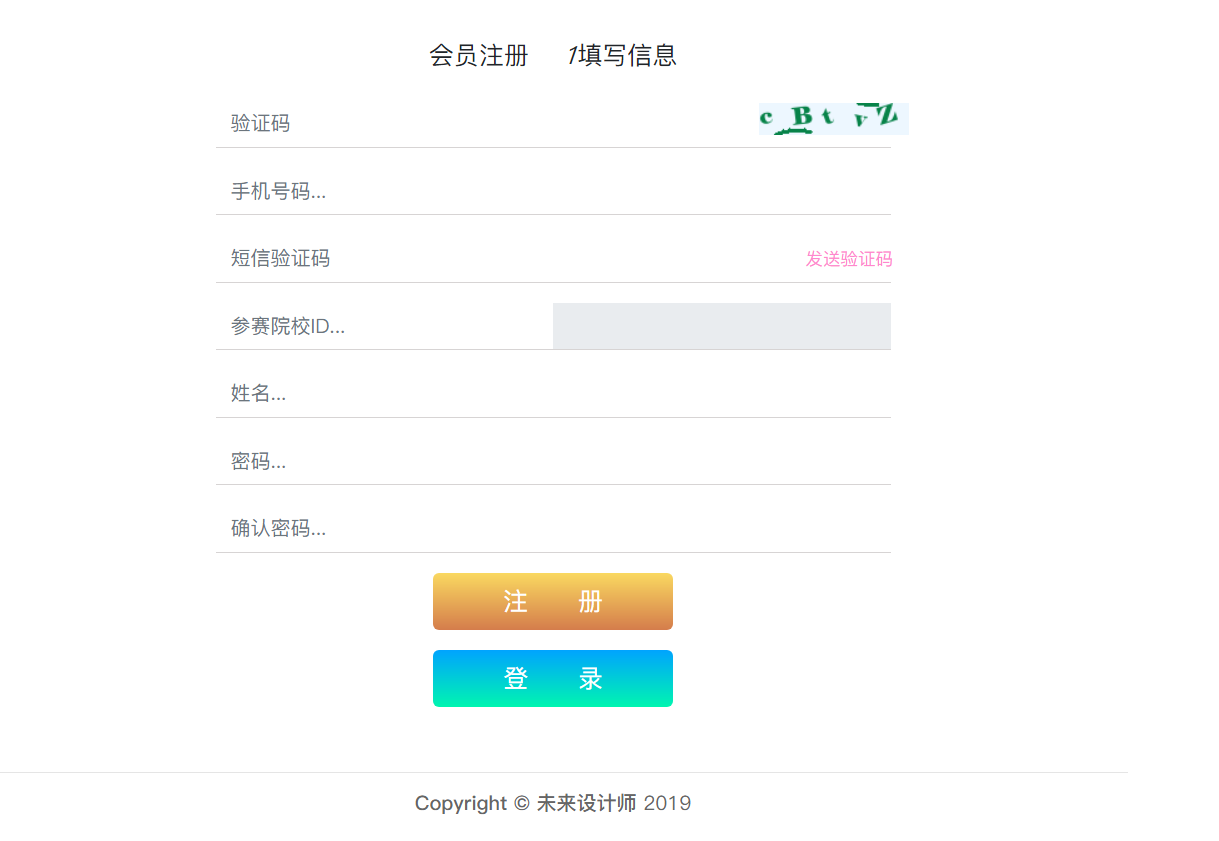 会员注册 1填写信息
验证码 c B t v Z
手机号码...
短信验证码 发送验证码
参赛院校ID...
姓名...
密码...
确认密码...
注 册
登 录
Copyright © 未来设计师 2019